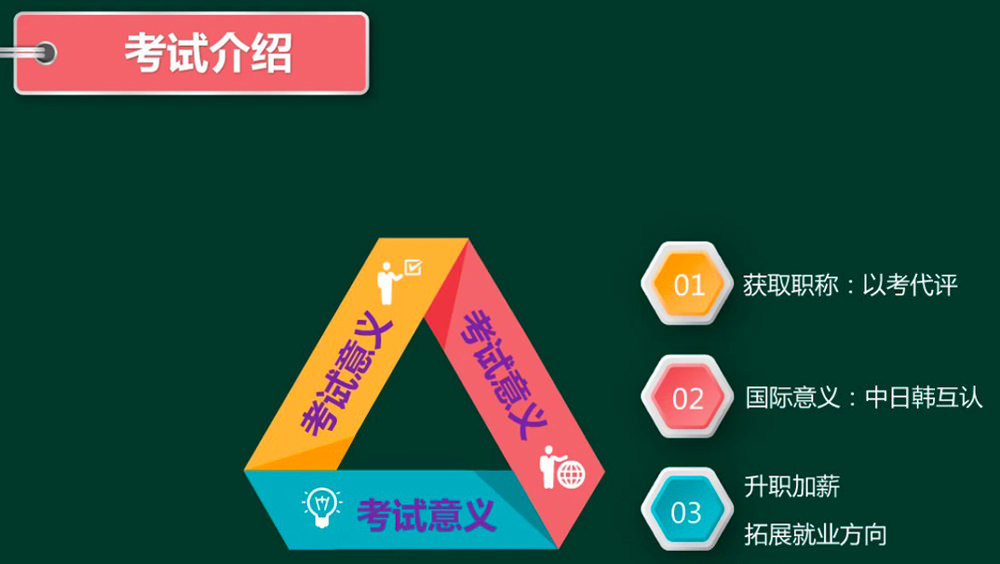 考试介绍
考试意义
考试意义
考试意义
01
获取职称：以考代评
02
国际意义：中日韩互认
03
升职加薪
拓展就业方向